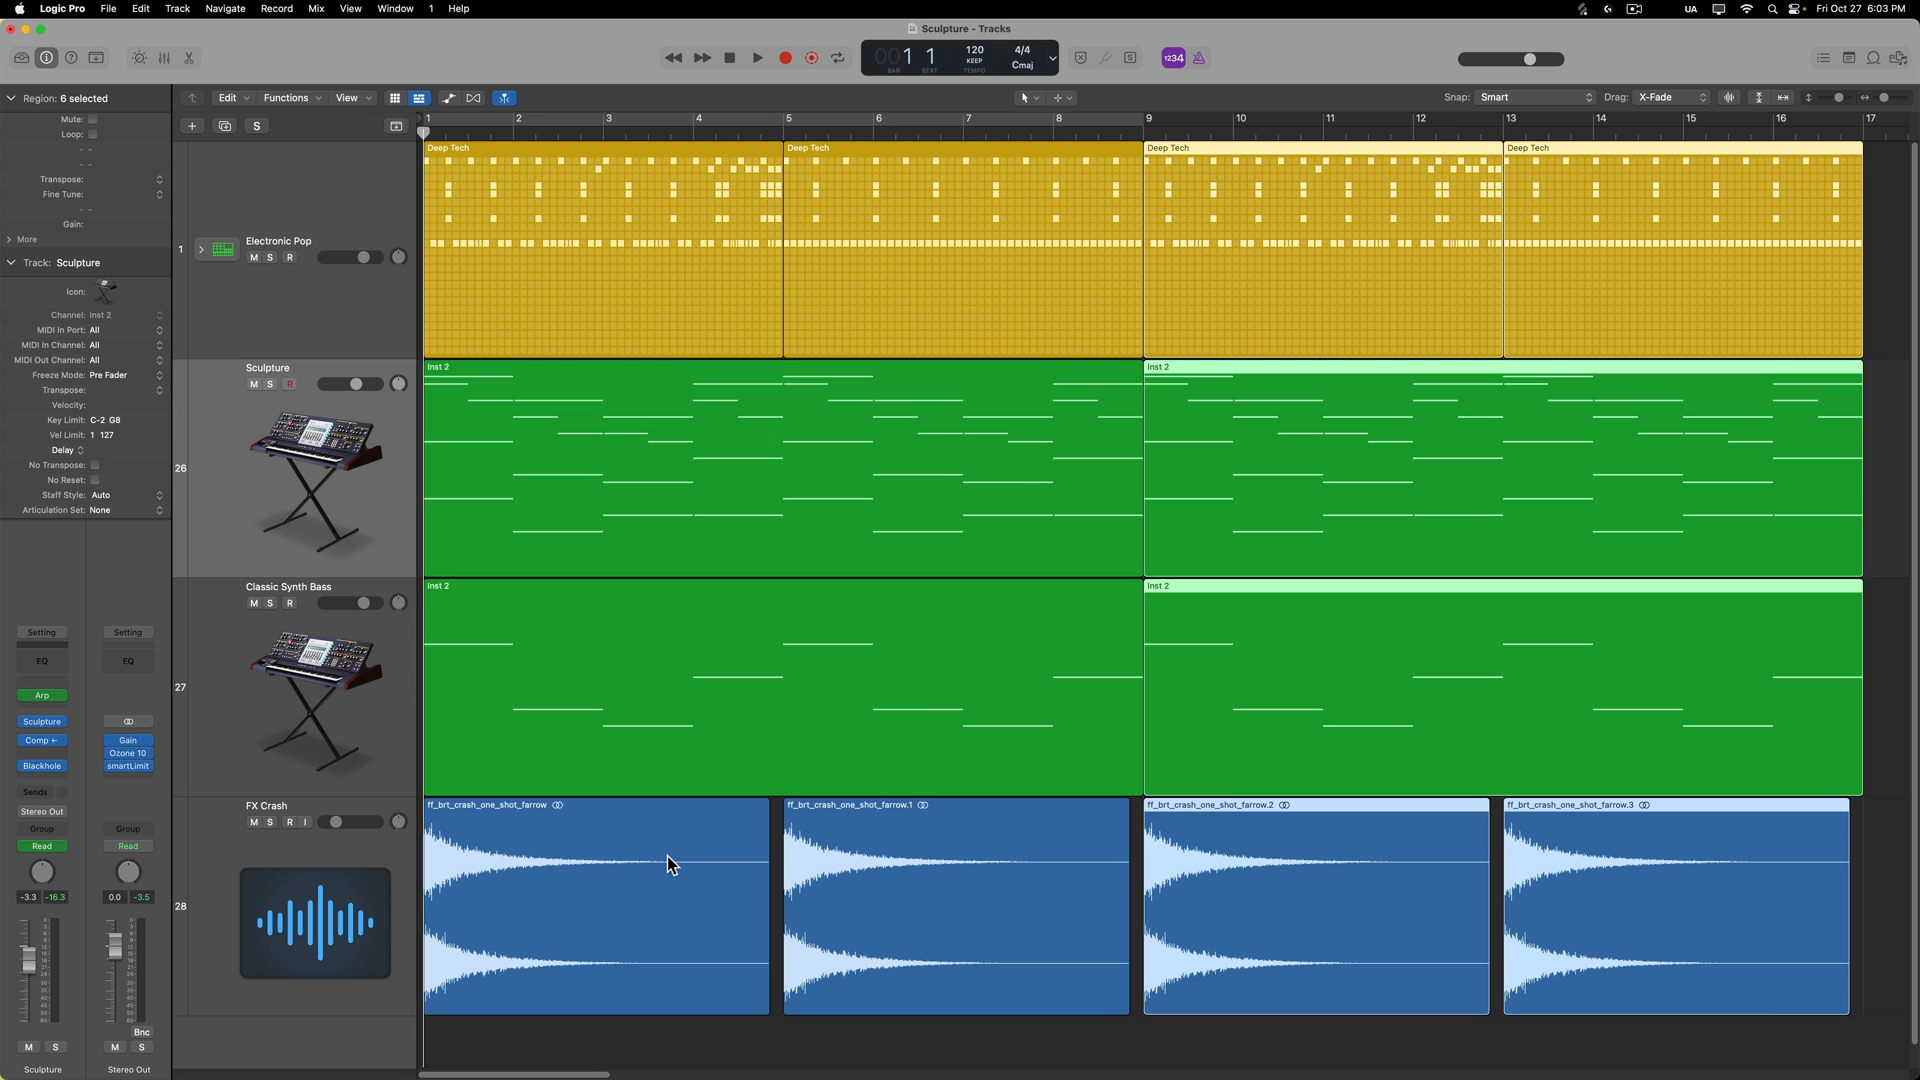 Logic Pro File Edit Track Navigate Record Mix View Window 1 Help
UA Fri Oct 27 6:03 PM
Sculpture - Tracks
001 1 120 4/4
KEEP Cmaj
BAR BEAT TEMPO
1234
Region: 6 selected
Edit Functions View
Snap: Smart Drag: X-Fade
Mute:
Loop:
Transpose:
Fine Tune:
Gain:
More
Track: Sculpture
Icon:
Channel: Inst 2
MIDI In Port: All
MIDI In Channel: All
MIDI Out Channel: All
Freeze Mode: Pre Fader
Transpose:
Velocity:
Key Limit: C-2 G8
Vel Limit: 1 127
Delay
No Transpose:
No Reset:
Staff Style: Auto
Articulation Set: None
Setting Setting
EQ EQ
Arp
Sculpture
Comp Gain
Ozone 10
Blackhole smartLimit
Sends
Stereo Out
Group Group
Read Read
-3.3 -16.3 0.0 -3.5
Bnc
M S M S
Sculpture Stereo Out
S
1 2 3 4 5 6 7 8 9 10 11 12 13 14 15 16 17
1 Electronic Pop
M S R
Deep Tech Deep Tech Deep Tech Deep Tech
26 Sculpture
M S R
Inst 2 Inst 2
27 Classic Synth Bass
M S R
Inst 2 Inst 2
28 FX Crash
M S R I
ff_brt_crash_one_shot_farrow ff_brt_crash_one_shot_farrow.1 ff_brt_crash_one_shot_farrow.2 ff_brt_crash_one_shot_farrow.3